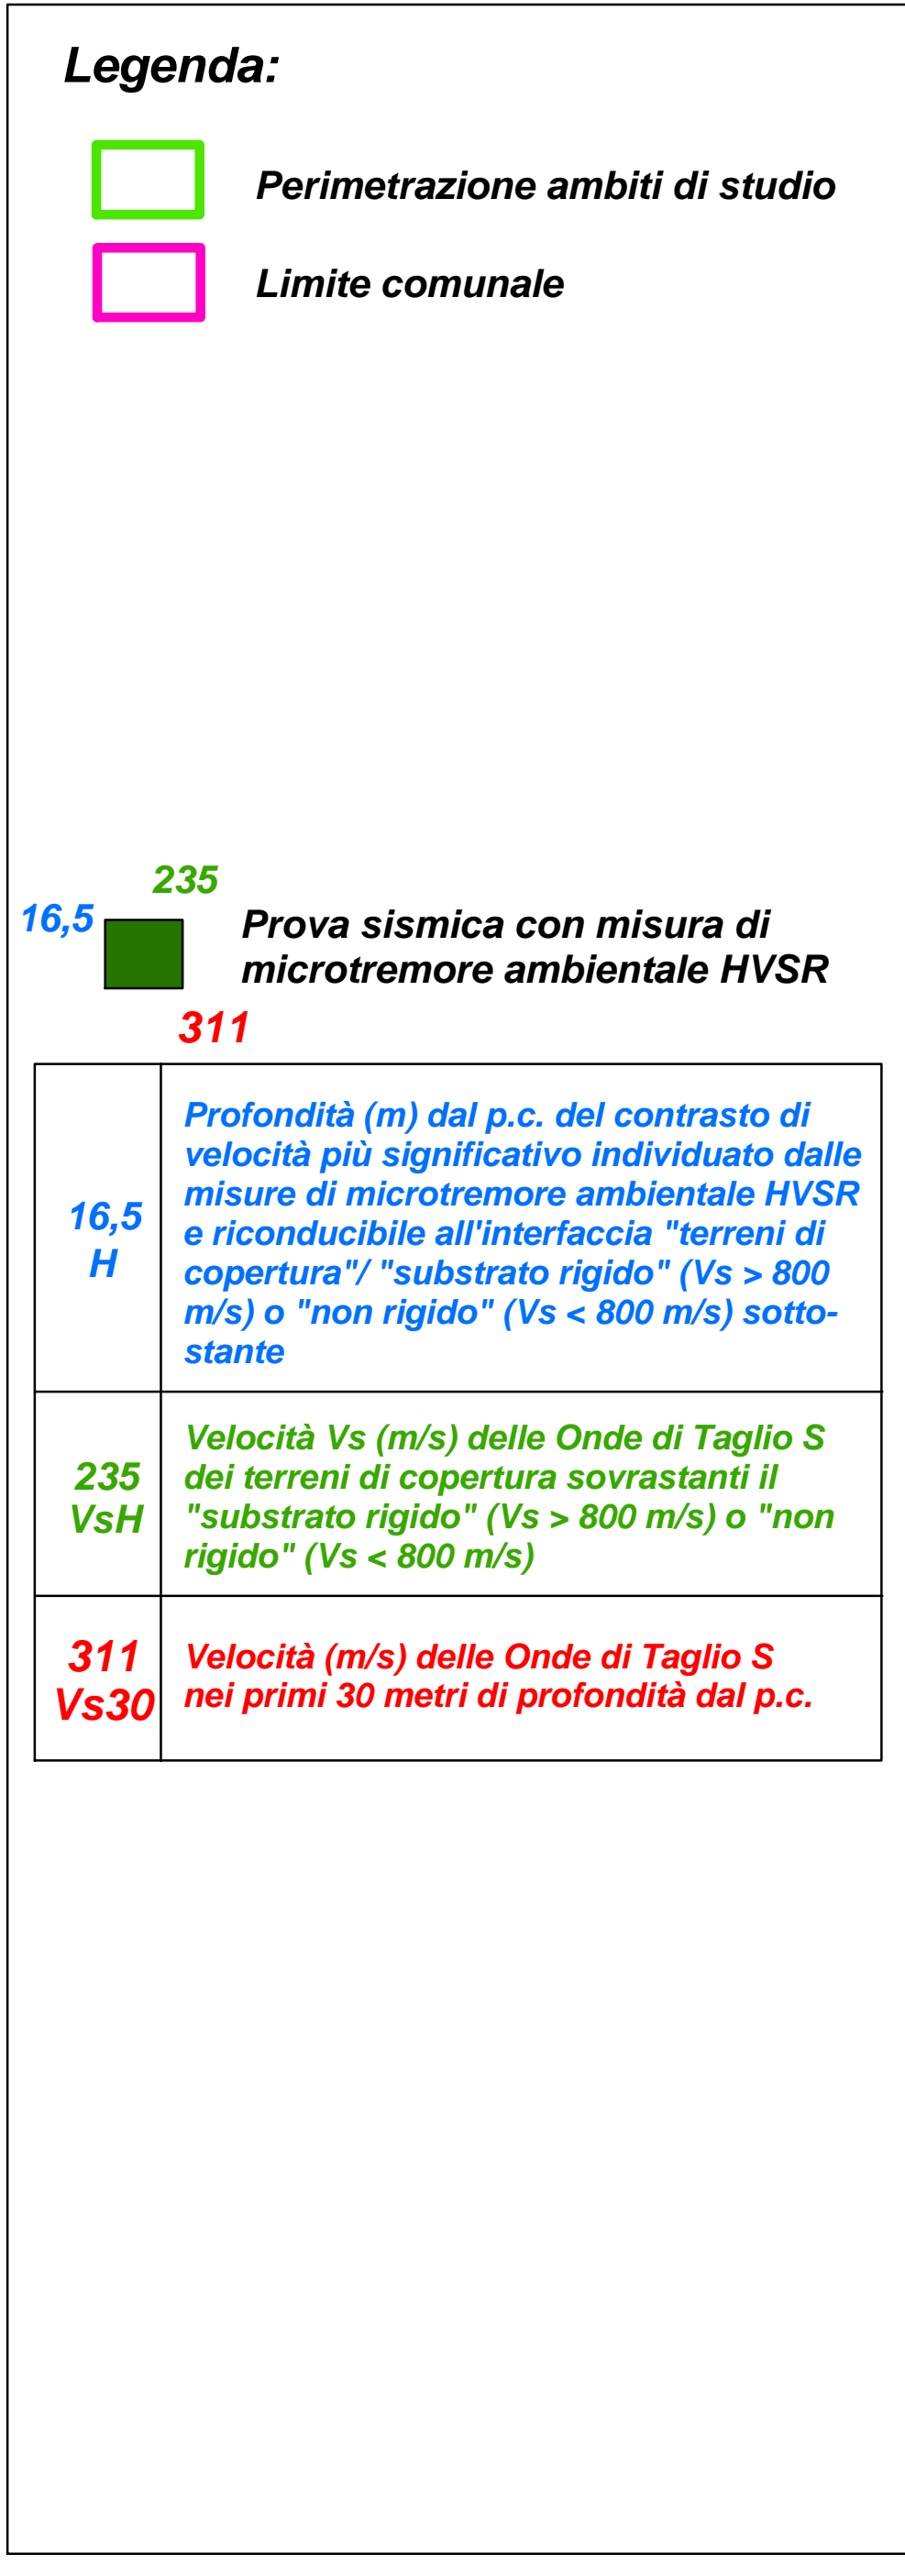 Legenda:
Perimetrazione ambiti di studio
Limite comunale
235
16,5
Prova sismica con misura di
microtremore ambientale HVSR
311
16,5
H
Profondità (m) dal p.c. del contrasto di
velocità più significativo individuato dalle
misure di microtremore ambientale HVSR
e riconducibile all'interfaccia "terreni di
copertura"/ "substrato rigido" (Vs > 800
m/s) o "non rigido" (Vs < 800 m/s) sotto-
stante
235
VsH
Velocità Vs (m/s) delle Onde di Taglio S
dei terreni di copertura sovrastanti il
"substrato rigido" (Vs > 800 m/s) o "non
rigido" (Vs < 800 m/s)
311
Vs30
Velocità (m/s) delle Onde di Taglio S
nei primi 30 metri di profondità dal p.c.